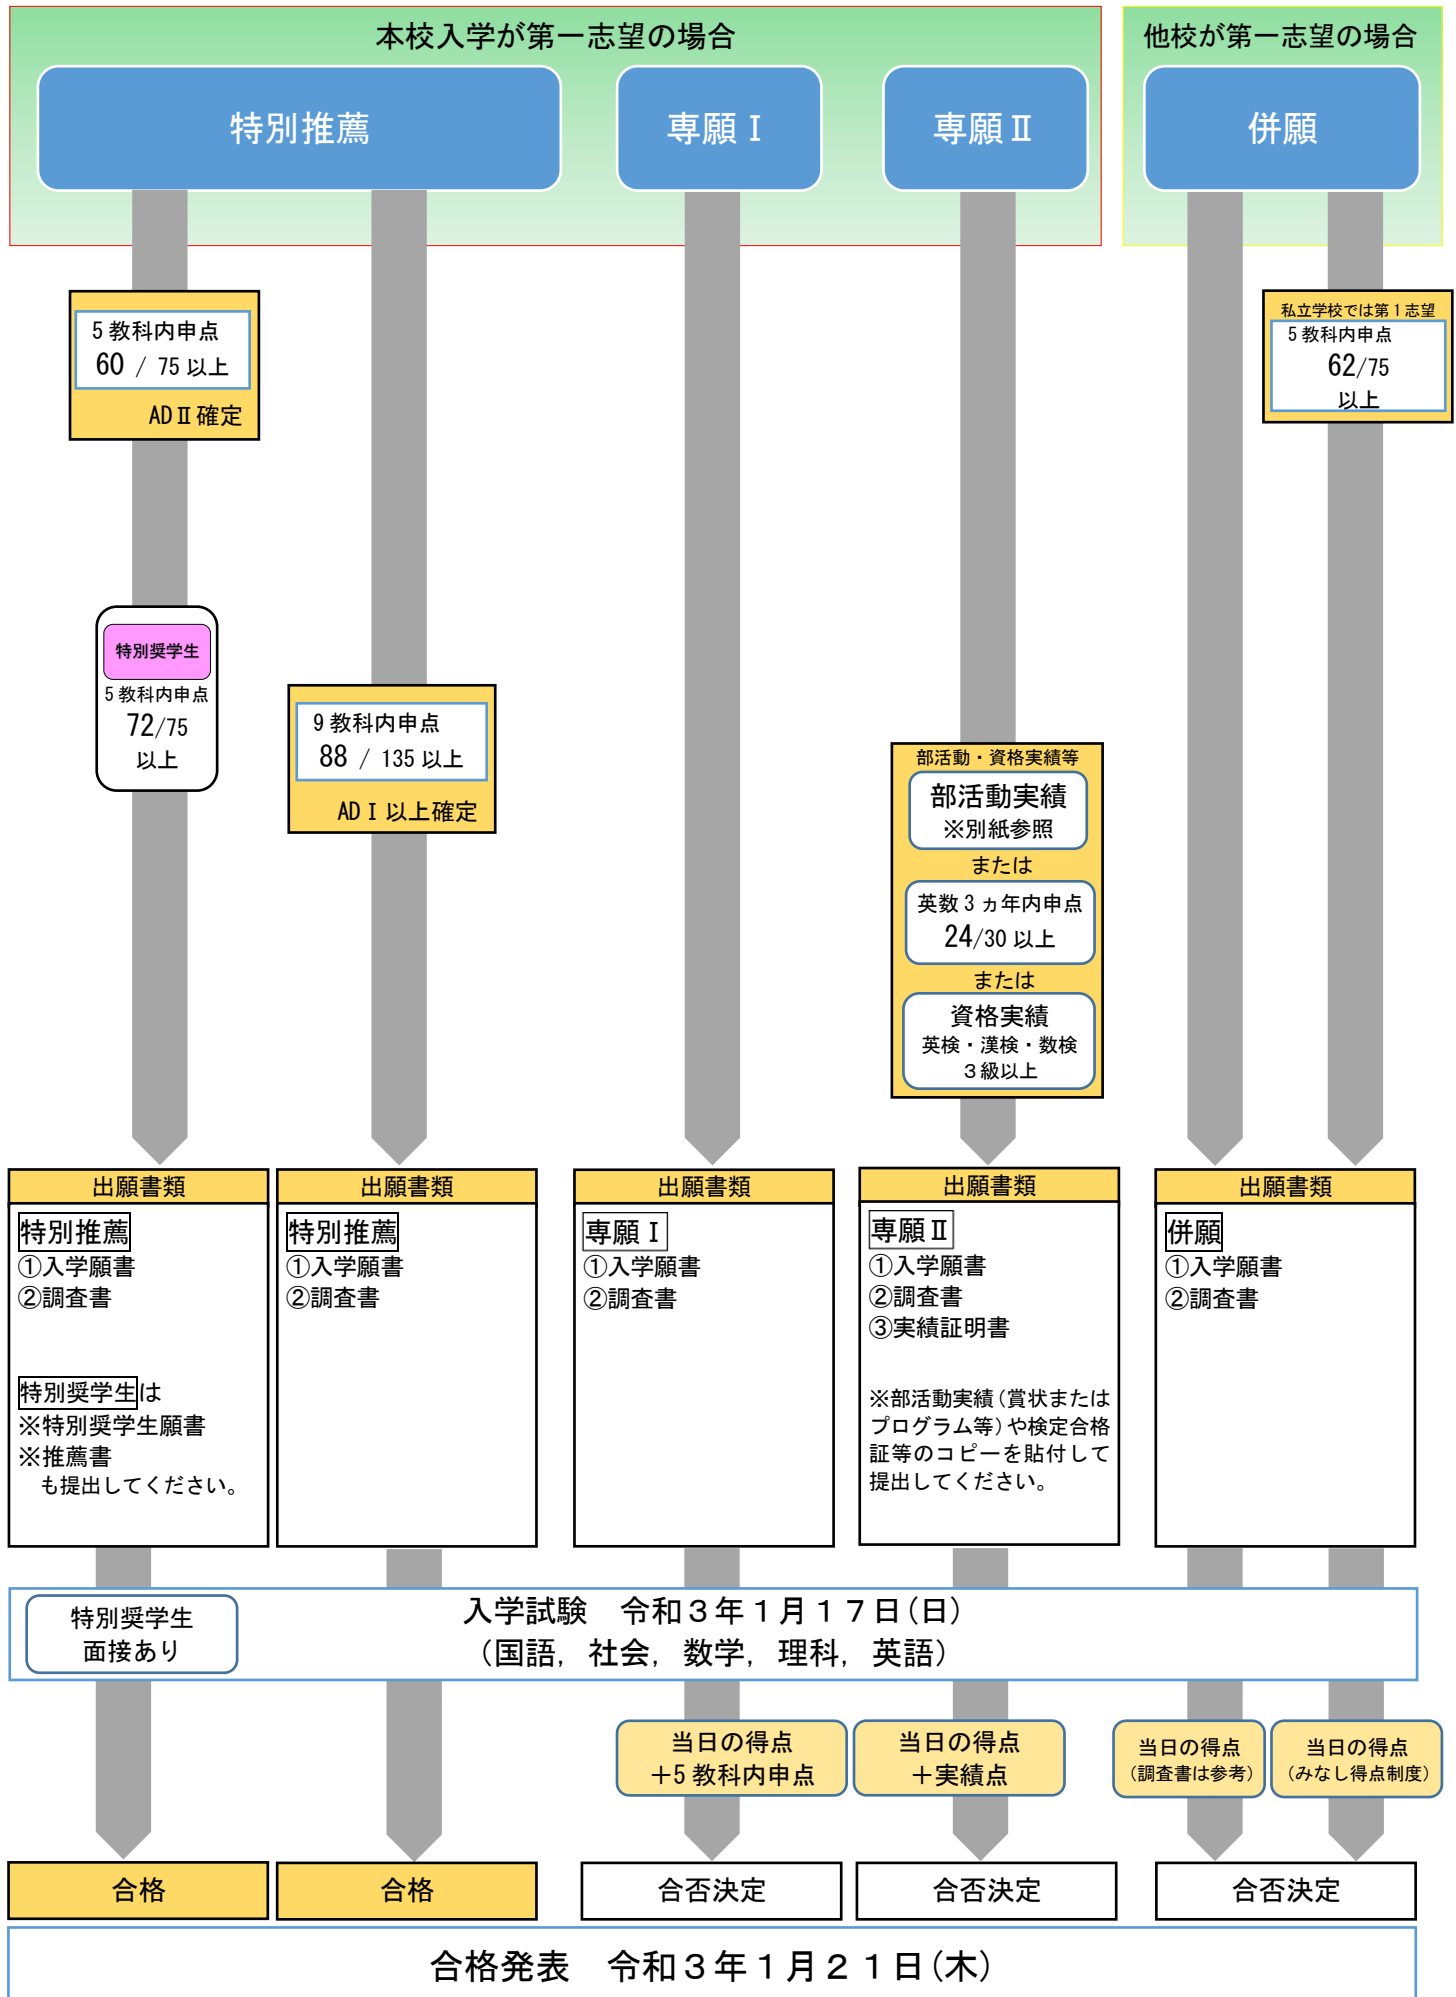 本校入学が第一志望の場合
他校が第一志望の場合
特別推薦
専願Ⅰ
専願Ⅱ
併願
5教科内申点
60 / 75以上
ADⅡ確定
私立学校では第1志望
5教科内申点
62/75
以上
特別奨学生
5教科内申点
72/75
以上
9教科内申点
88 / 135以上
ADⅠ以上確定
部活動・資格実績等
部活動実績
※別紙参照
または
英数3ヵ年内申点
24/30以上
または
資格実績
英検・漢検・数検
3級以上
出願書類
特別推薦
①入学願書
②調査書
特別奨学生は
※特別奨学生願書
※推薦書
も提出してください。
出願書類
特別推薦
①入学願書
②調査書
出願書類
専願Ⅰ
①入学願書
②調査書
出願書類
専願Ⅱ
①入学願書
②調査書
③実績証明書
※部活動実績(賞状または
プログラム等)や検定合格
証等のコピーを貼付して
提出してください。
出願書類
併願
①入学願書
②調査書
特別奨学生
面接あり
入学試験　令和３年１月１７日(日)
(国語，社会，数学，理科，英語)
当日の得点
＋5教科内申点
当日の得点
＋実績点
当日の得点
(調査書は参考)
当日の得点
(みなし得点制度)
合格
合格
合否決定
合否決定
合否決定
合格発表　令和３年１月２１日(木)